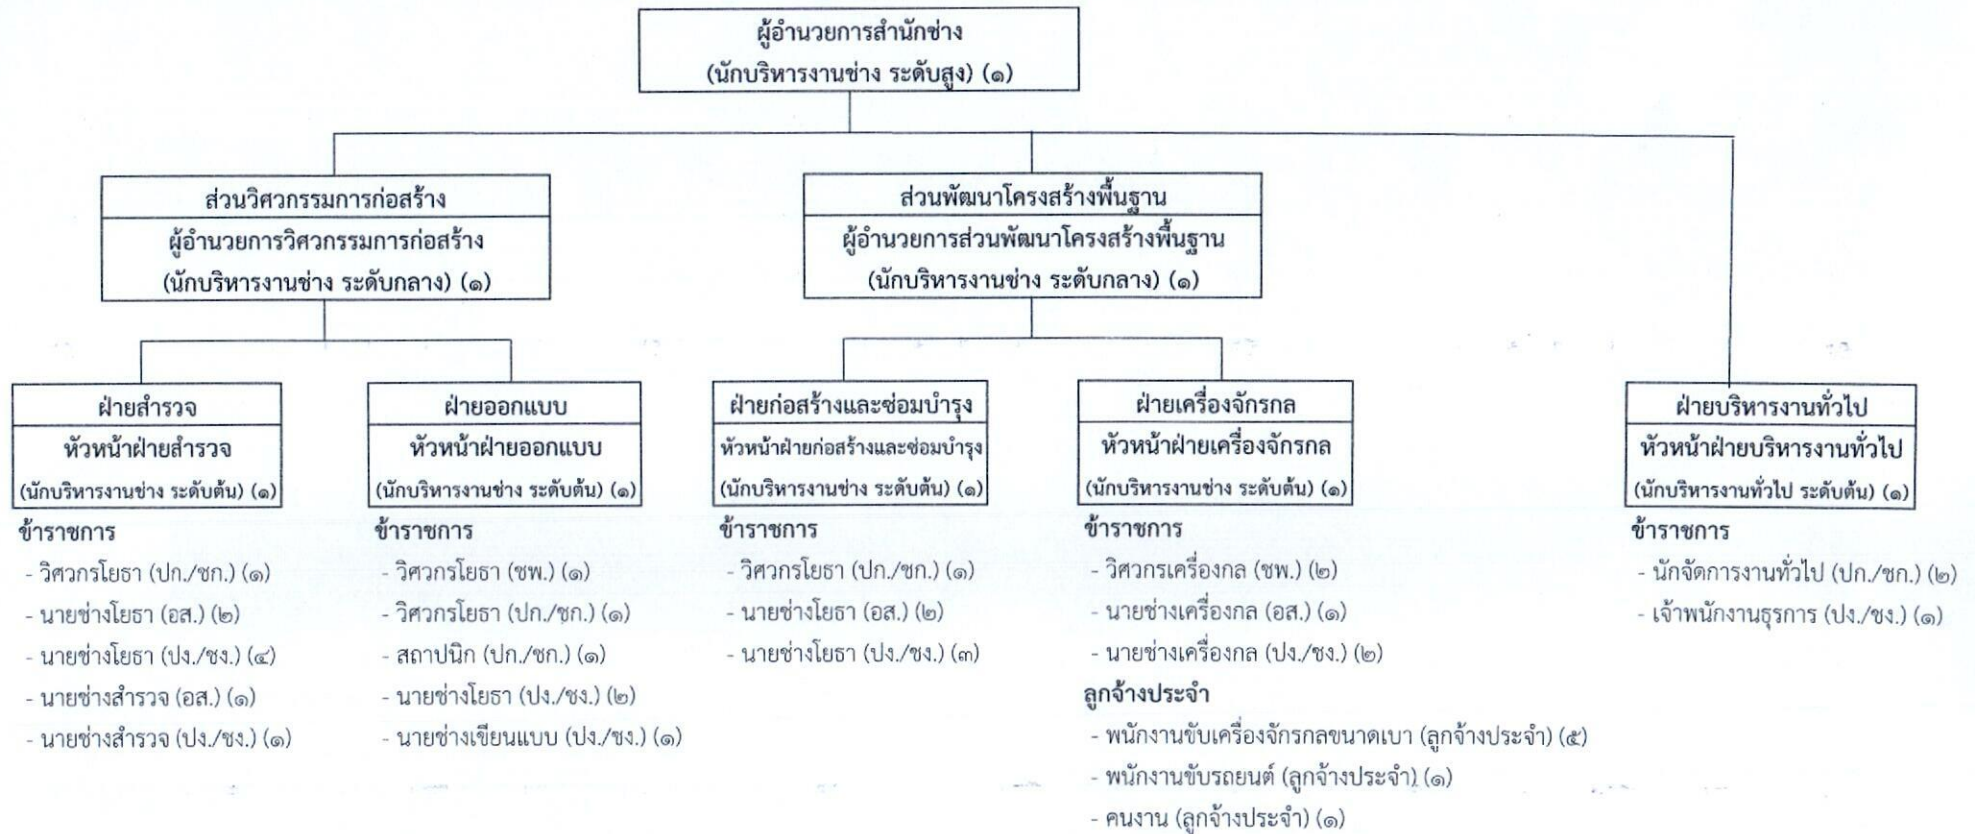 ผู้อำนวยการสำนักช่าง
(นักบริหารงานช่าง ระดับสูง) (๑)
ส่วนวิศวกรรมการก่อสร้าง
ผู้อำนวยการวิศวกรรมการก่อสร้าง
(นักบริหารงานช่าง ระดับกลาง) (๑)
ส่วนพัฒนาโครงสร้างพื้นฐาน
ผู้อำนวยการส่วนพัฒนาโครงสร้างพื้นฐาน
(นักบริหารงานช่าง ระดับกลาง) (๑)
ฝ่ายสำรวจ
หัวหน้าฝ่ายสำรวจ
(นักบริหารงานช่าง ระดับต้น) (๑)
ข้าราชการ
- วิศวกรโยธา (ปก./ชก.) (๑)
- นายช่างโยธา (อส.) (๒)
- นายช่างโยธา (ปง./ชง.) (๔)
- นายช่างสำรวจ (อส.) (๑)
- นายช่างสำรวจ (ปง./ชง.) (๑)
ฝ่ายออกแบบ
หัวหน้าฝ่ายออกแบบ
(นักบริหารงานช่าง ระดับต้น) (๑)
ข้าราชการ
- วิศวกรโยธา (ชพ.) (๑)
- วิศวกรโยธา (ปก./ชก.) (๑)
- สถาปนิก (ปก./ชก.) (๑)
- นายช่างโยธา (ปง./ชง.) (๒)
- นายช่างเขียนแบบ (ปง./ชง.) (๑)
ฝ่ายก่อสร้างและซ่อมบำรุง
หัวหน้าฝ่ายก่อสร้างและซ่อมบำรุง
(นักบริหารงานช่าง ระดับต้น) (๑)
ข้าราชการ
- วิศวกรโยธา (ปก./ชก.) (๑)
- นายช่างโยธา (อส.) (๒)
- นายช่างโยธา (ปง./ชง.) (๓)
ฝ่ายเครื่องจักรกล
หัวหน้าฝ่ายเครื่องจักรกล
(นักบริหารงานช่าง ระดับต้น) (๑)
ข้าราชการ
- วิศวกรเครื่องกล (ชพ.) (๒)
- นายช่างเครื่องกล (อส.) (๑)
- นายช่างเครื่องกล (ปง./ชง.) (๒)
ลูกจ้างประจำ
- พนักงานขับเครื่องจักรกลขนาดเบา (ลูกจ้างประจำ) (๕)
- พนักงานขับรถยนต์ (ลูกจ้างประจำ) (๑)
- คนงาน (ลูกจ้างประจำ) (๑)
ฝ่ายบริหารงานทั่วไป
หัวหน้าฝ่ายบริหารงานทั่วไป
(นักบริหารงานทั่วไป ระดับต้น) (๑)
ข้าราชการ
- นักจัดการงานทั่วไป (ปก./ชก.) (๒)
- เจ้าพนักงานธุรการ (ปง./ชง.) (๑)